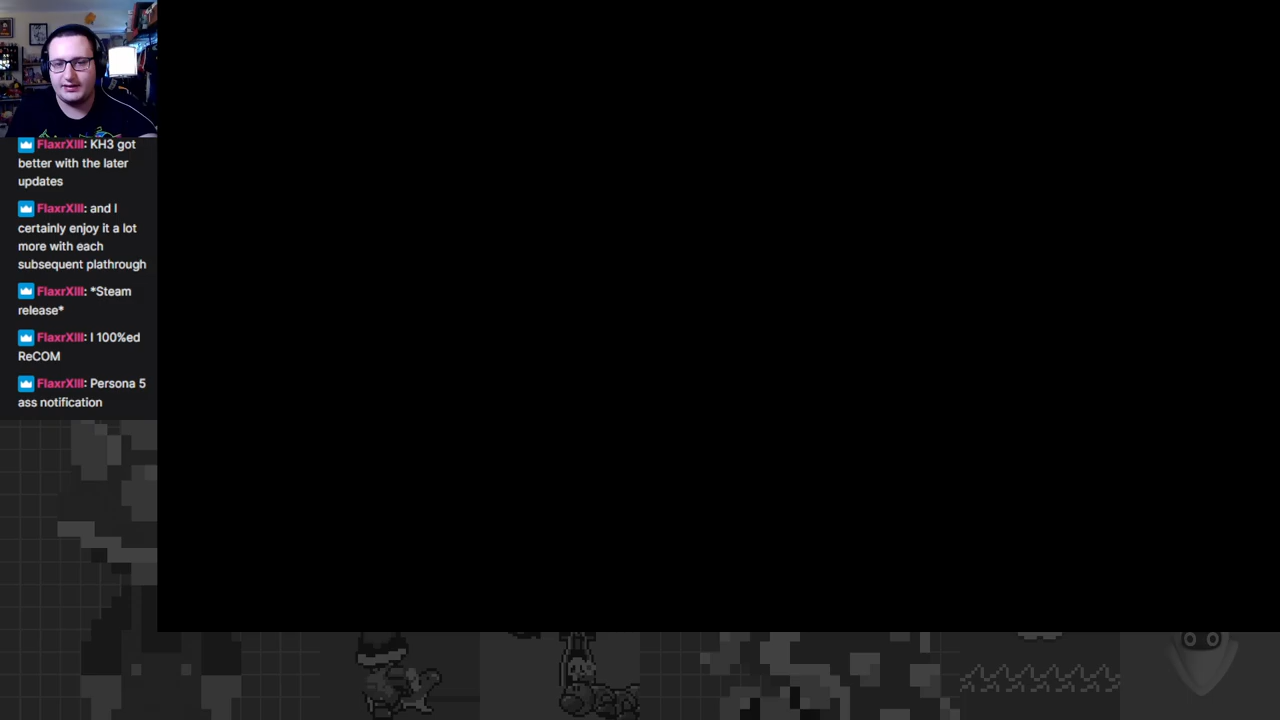 FlaxrXIII: KH3 got
better with the later
updates
FlaxrXIII: and I
certainly enjoy it a lot
more with each
subsequent plathrough
FlaxrXIII: *Steam
release*
FlaxrXIII: I 100%ed
ReCOM
FlaxrXIII: Persona 5
ass notification